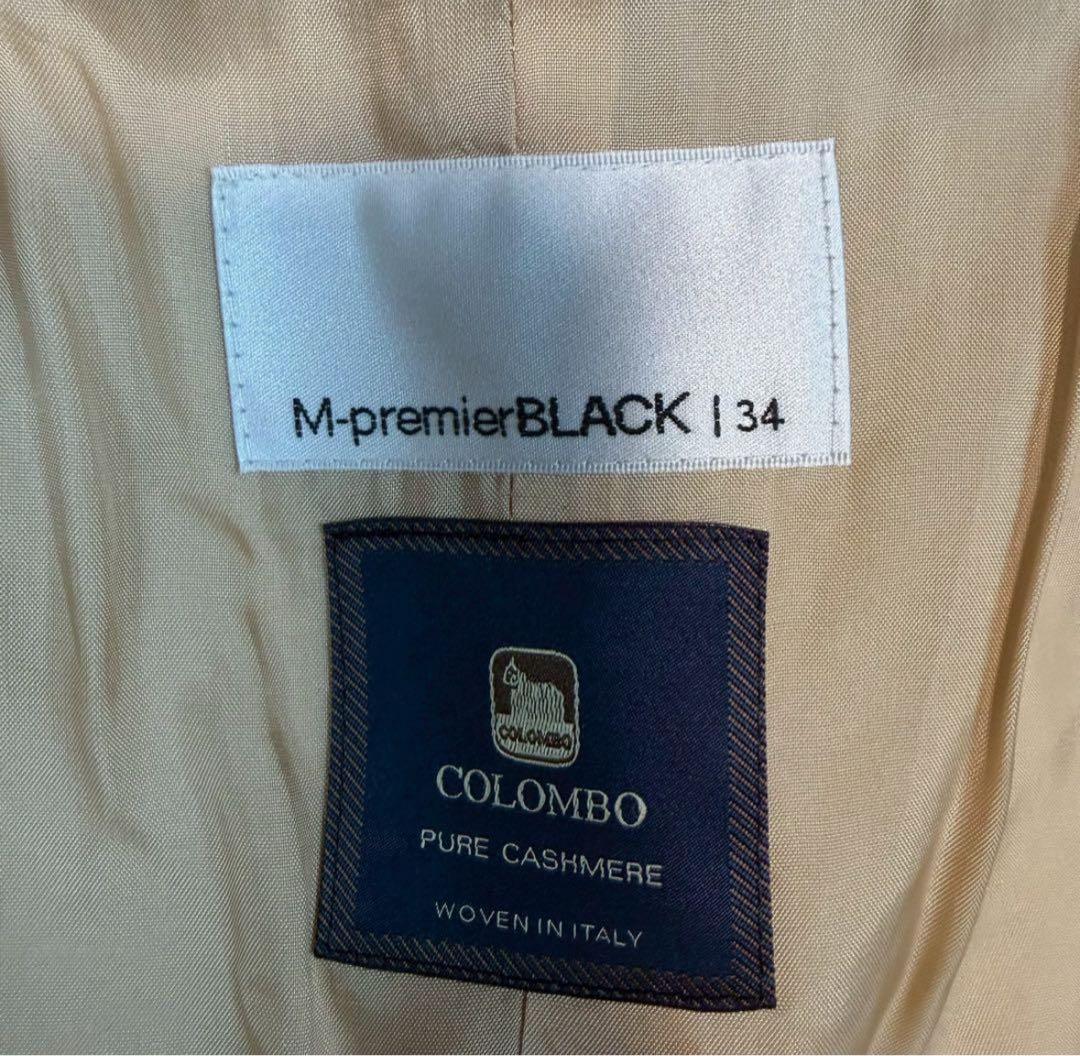 M-premierBLACK | 34
COLOMBO
COLOMBO
PURE CASHMERE
WOVEN IN ITALY